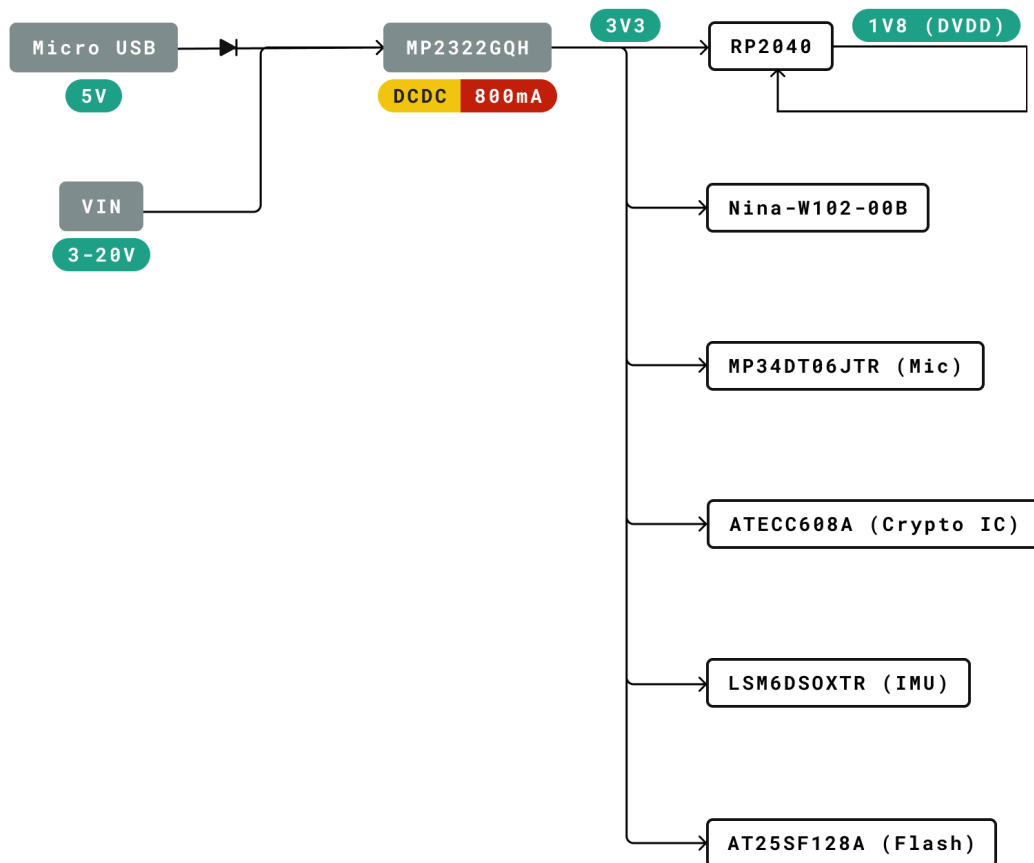 Micro USB
5V
VIN
3-20V
MP2322GQH
DCDC 800mA
3V3
RP2040
1V8 (DVDD)
Nina-W102-00B
MP34DT06JTR (Mic)
ATECC608A (Crypto IC)
LSM6DSOXTR (IMU)
AT25SF128A (Flash)